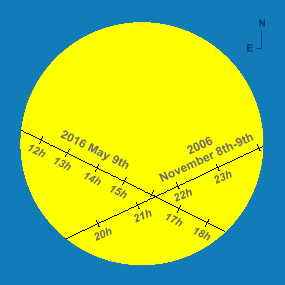 N
E
2016 May 9th
2006
November 8th-9th
12h
13h
14h
15h
17h
18h
20h
21h
22h
23h